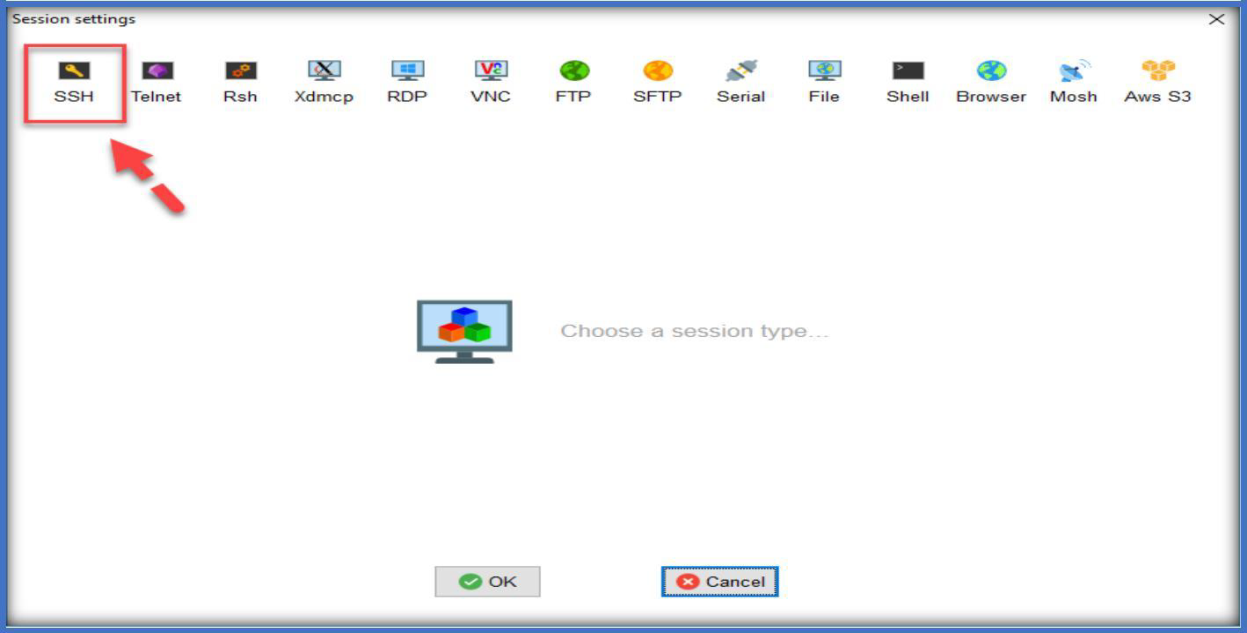 Session settings
SSH Telnet Rsh Xdmcp RDP VNC FTP SFTP Serial File Shell Browser Mosh Aws S3
Choose a session type...
OK Cancel